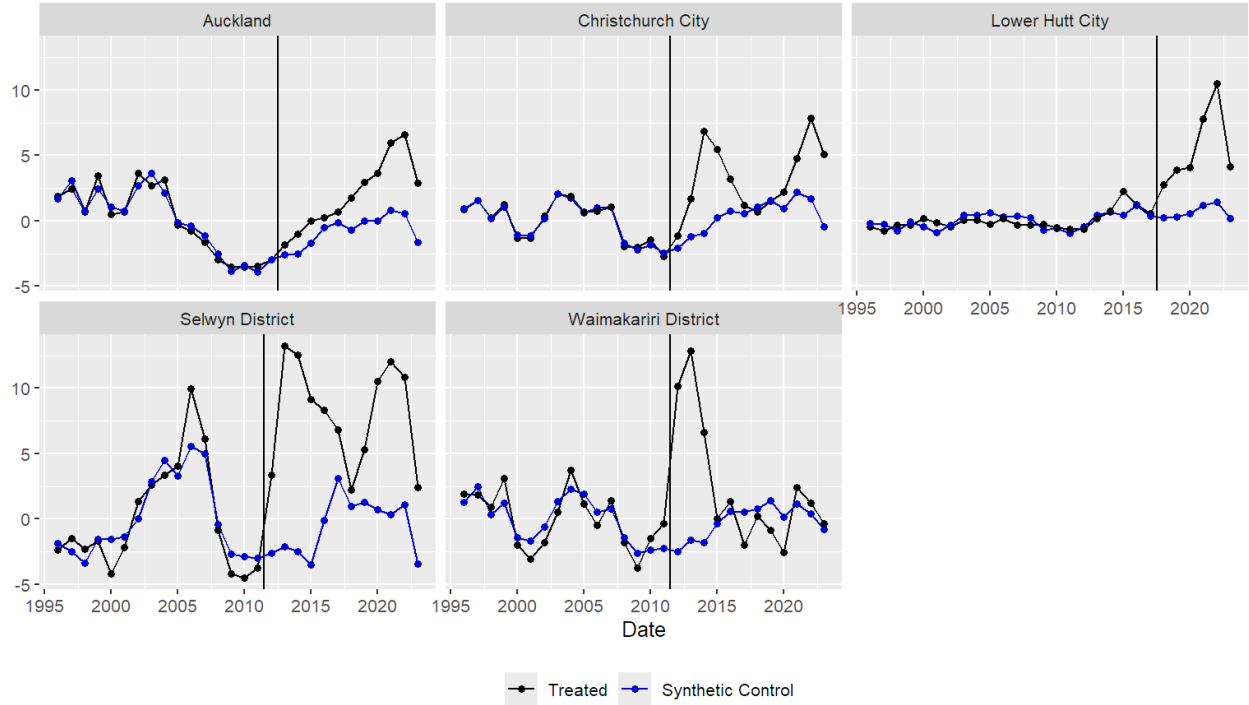 Auckland
Christchurch City
Lower Hutt City
10
5
0
-5
1995 2000 2005 2010 2015 2020
Selwyn District
Waimakariri District
10
5
0
-5
1995 2000 2005 2010 2015 2020
1995 2000 2005 2010 2015 2020
Date
Treated
Synthetic Control